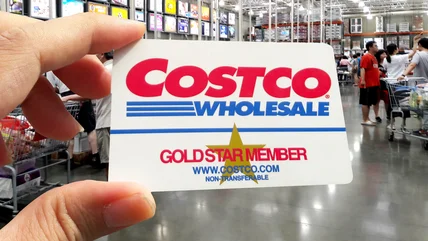 COSTCO
WHOLESALE
GOLD STAR MEMBER
WWW.COSTCO.COM
NON-TRANSFERABLE